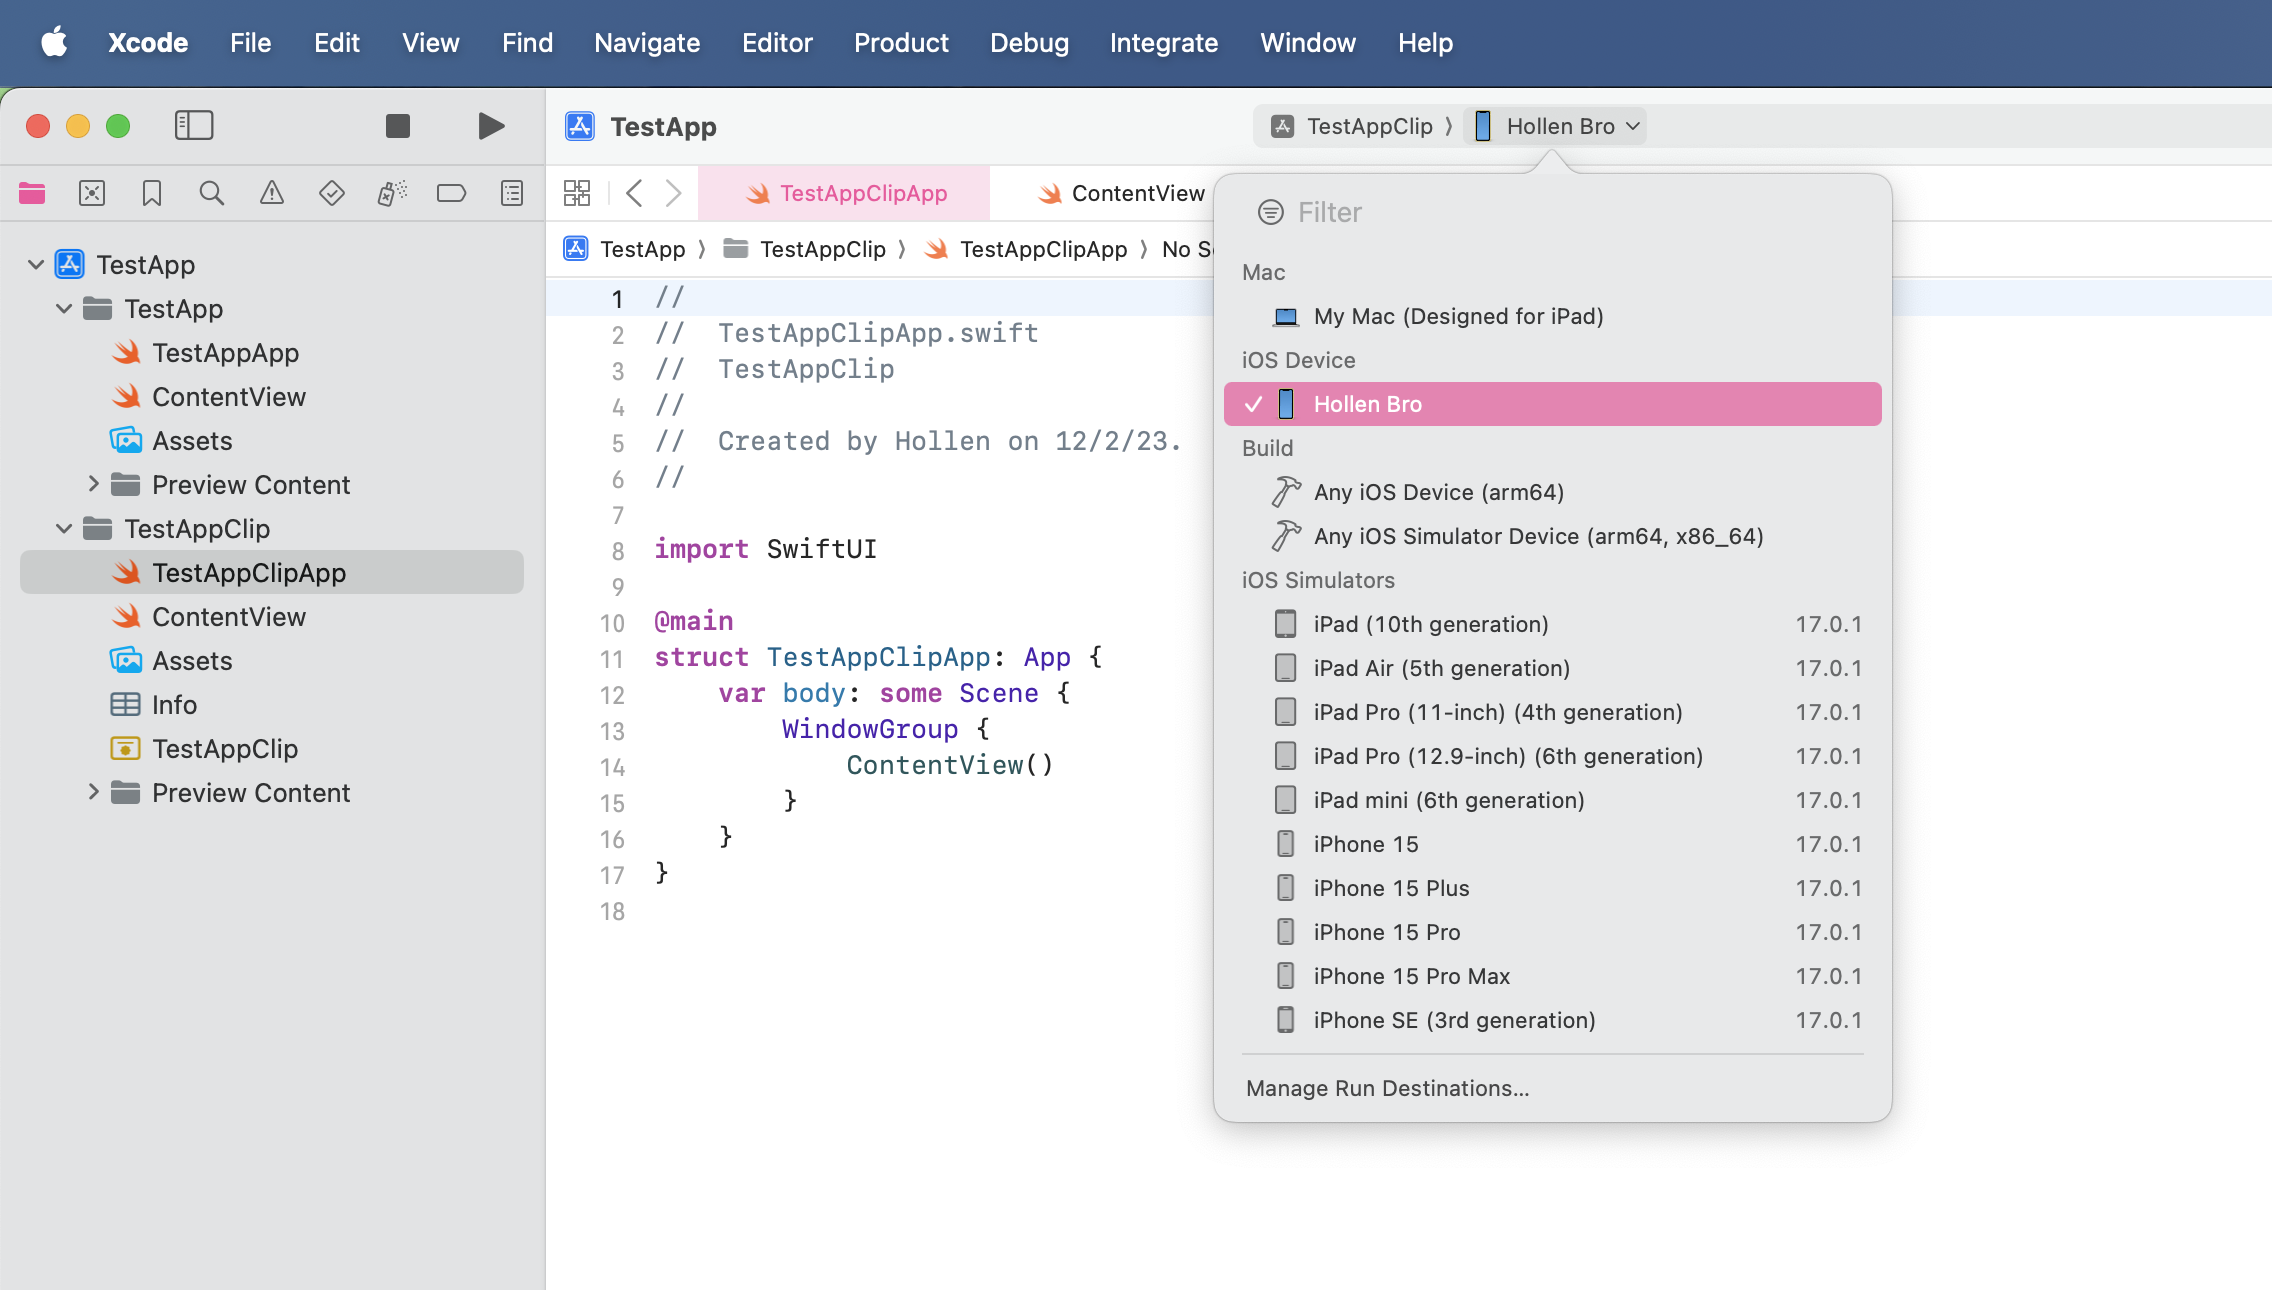 Xcode File Edit View Find Navigate Editor Product Debug Integrate Window Help
TestApp
TestAppClip 〉 Hollen Bro
TestAppClipApp
ContentView
TestApp 〉 TestAppClip 〉 TestAppClipApp 〉 No S
TestApp
TestApp
TestAppApp
ContentView
Assets
Preview Content
TestAppClip
TestAppClipApp
ContentView
Assets
Info
TestAppClip
Preview Content
1 //
2 //  TestAppClipApp.swift
3 //  TestAppClip
4 //
5 //  Created by Hollen on 12/2/23.
6 //
7
8 import SwiftUI
9
10 @main
11 struct TestAppClipApp: App {
12     var body: some Scene {
13         WindowGroup {
14             ContentView()
15         }
16     }
17 }
18
Filter
Mac
My Mac (Designed for iPad)
iOS Device
Hollen Bro
Build
Any iOS Device (arm64)
Any iOS Simulator Device (arm64, x86_64)
iOS Simulators
iPad (10th generation) 17.0.1
iPad Air (5th generation) 17.0.1
iPad Pro (11-inch) (4th generation) 17.0.1
iPad Pro (12.9-inch) (6th generation) 17.0.1
iPad mini (6th generation) 17.0.1
iPhone 15 17.0.1
iPhone 15 Plus 17.0.1
iPhone 15 Pro 17.0.1
iPhone 15 Pro Max 17.0.1
iPhone SE (3rd generation) 17.0.1
Manage Run Destinations...